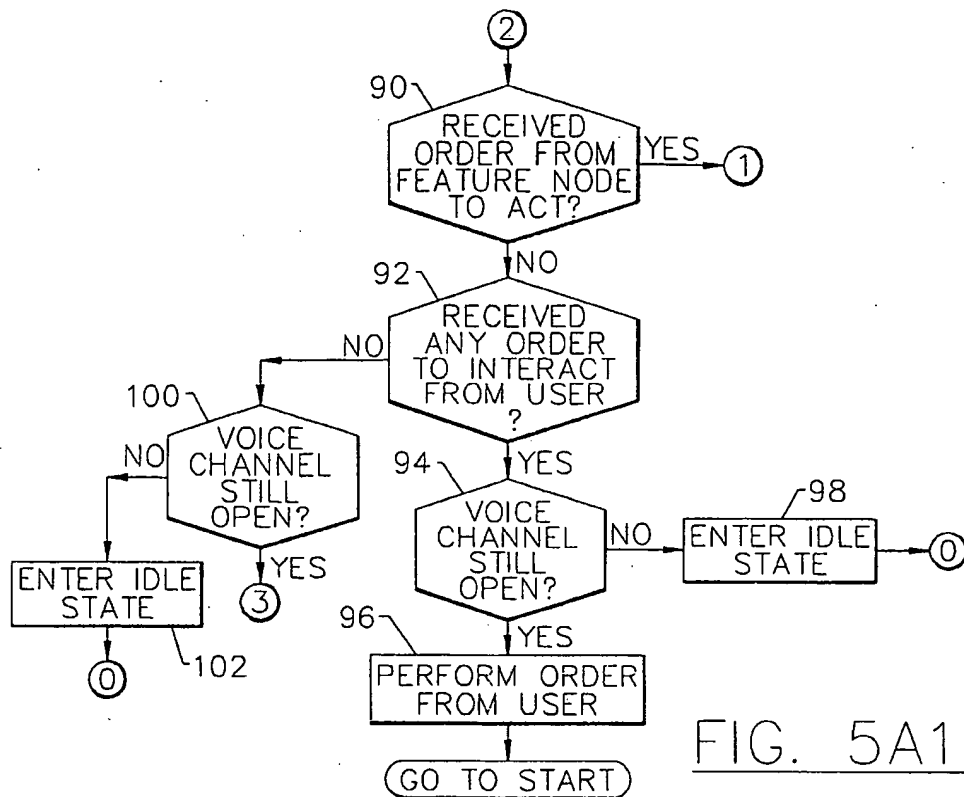 2
90
RECEIVED
ORDER FROM
FEATURE NODE
TO ACT?
YES
1
NO
92
RECEIVED
ANY ORDER
TO INTERACT
FROM USER
?
NO
100
VOICE
CHANNEL
STILL
OPEN?
NO
YES
3
ENTER IDLE
STATE
102
0
YES
94
VOICE
CHANNEL
STILL
OPEN?
NO
98
ENTER IDLE
STATE
0
YES
96
PERFORM ORDER
FROM USER
GO TO START
FIG. 5A1